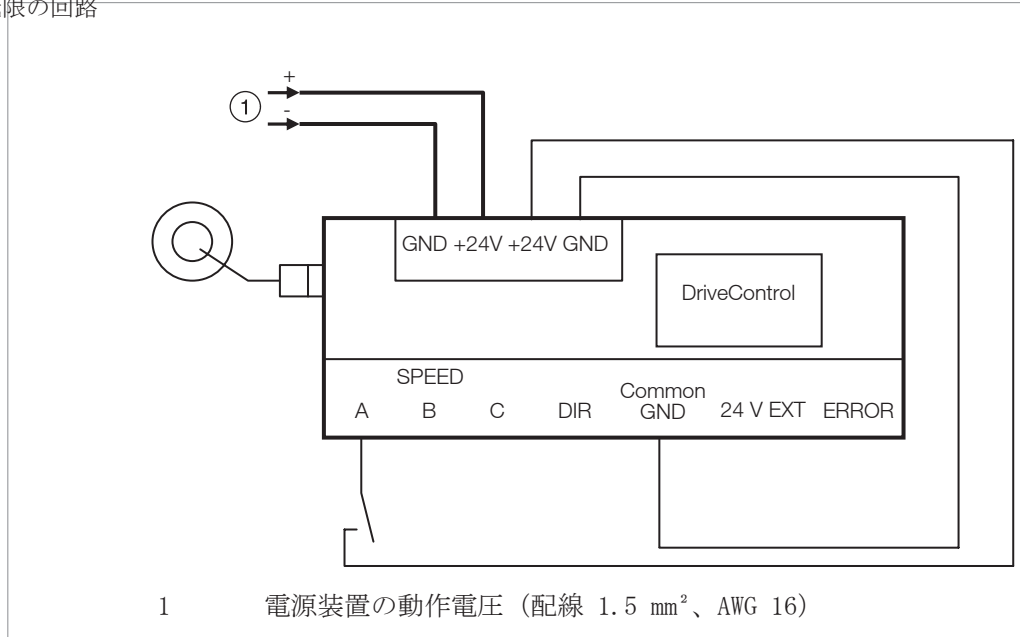 限の回路
+
1
-
GND +24V +24V GND
DriveControl
SPEED
A B C DIR Common GND 24 V EXT ERROR
1 電源装置の動作電圧 (配線 1.5 mm²、AWG 16)